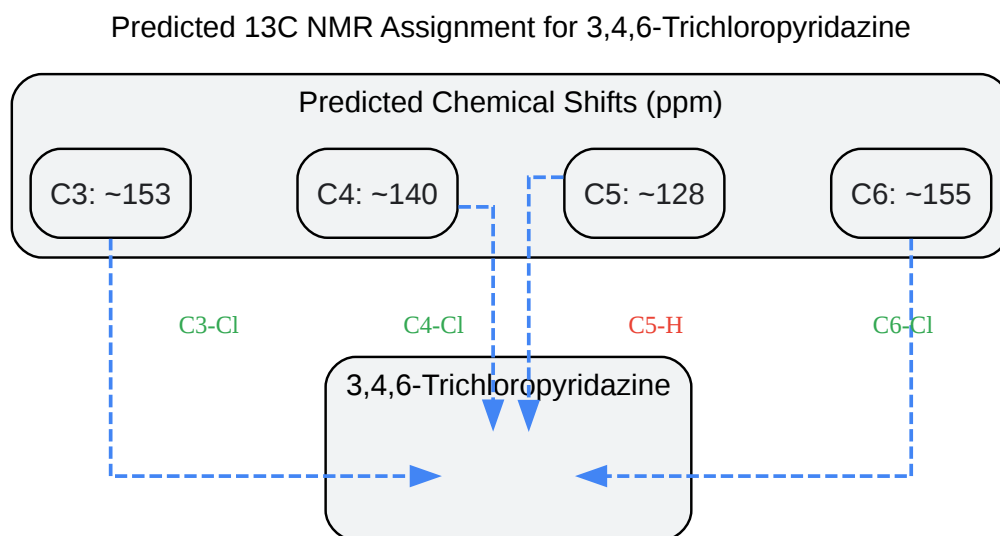 Predicted 13C NMR Assignment for 3,4,6-Trichloropyridazine
Predicted Chemical Shifts (ppm)
C3: ~153
C4: ~140
C5: ~128
C6: ~155
C3-Cl
C4-Cl
C5-H
C6-Cl
3,4,6-Trichloropyridazine